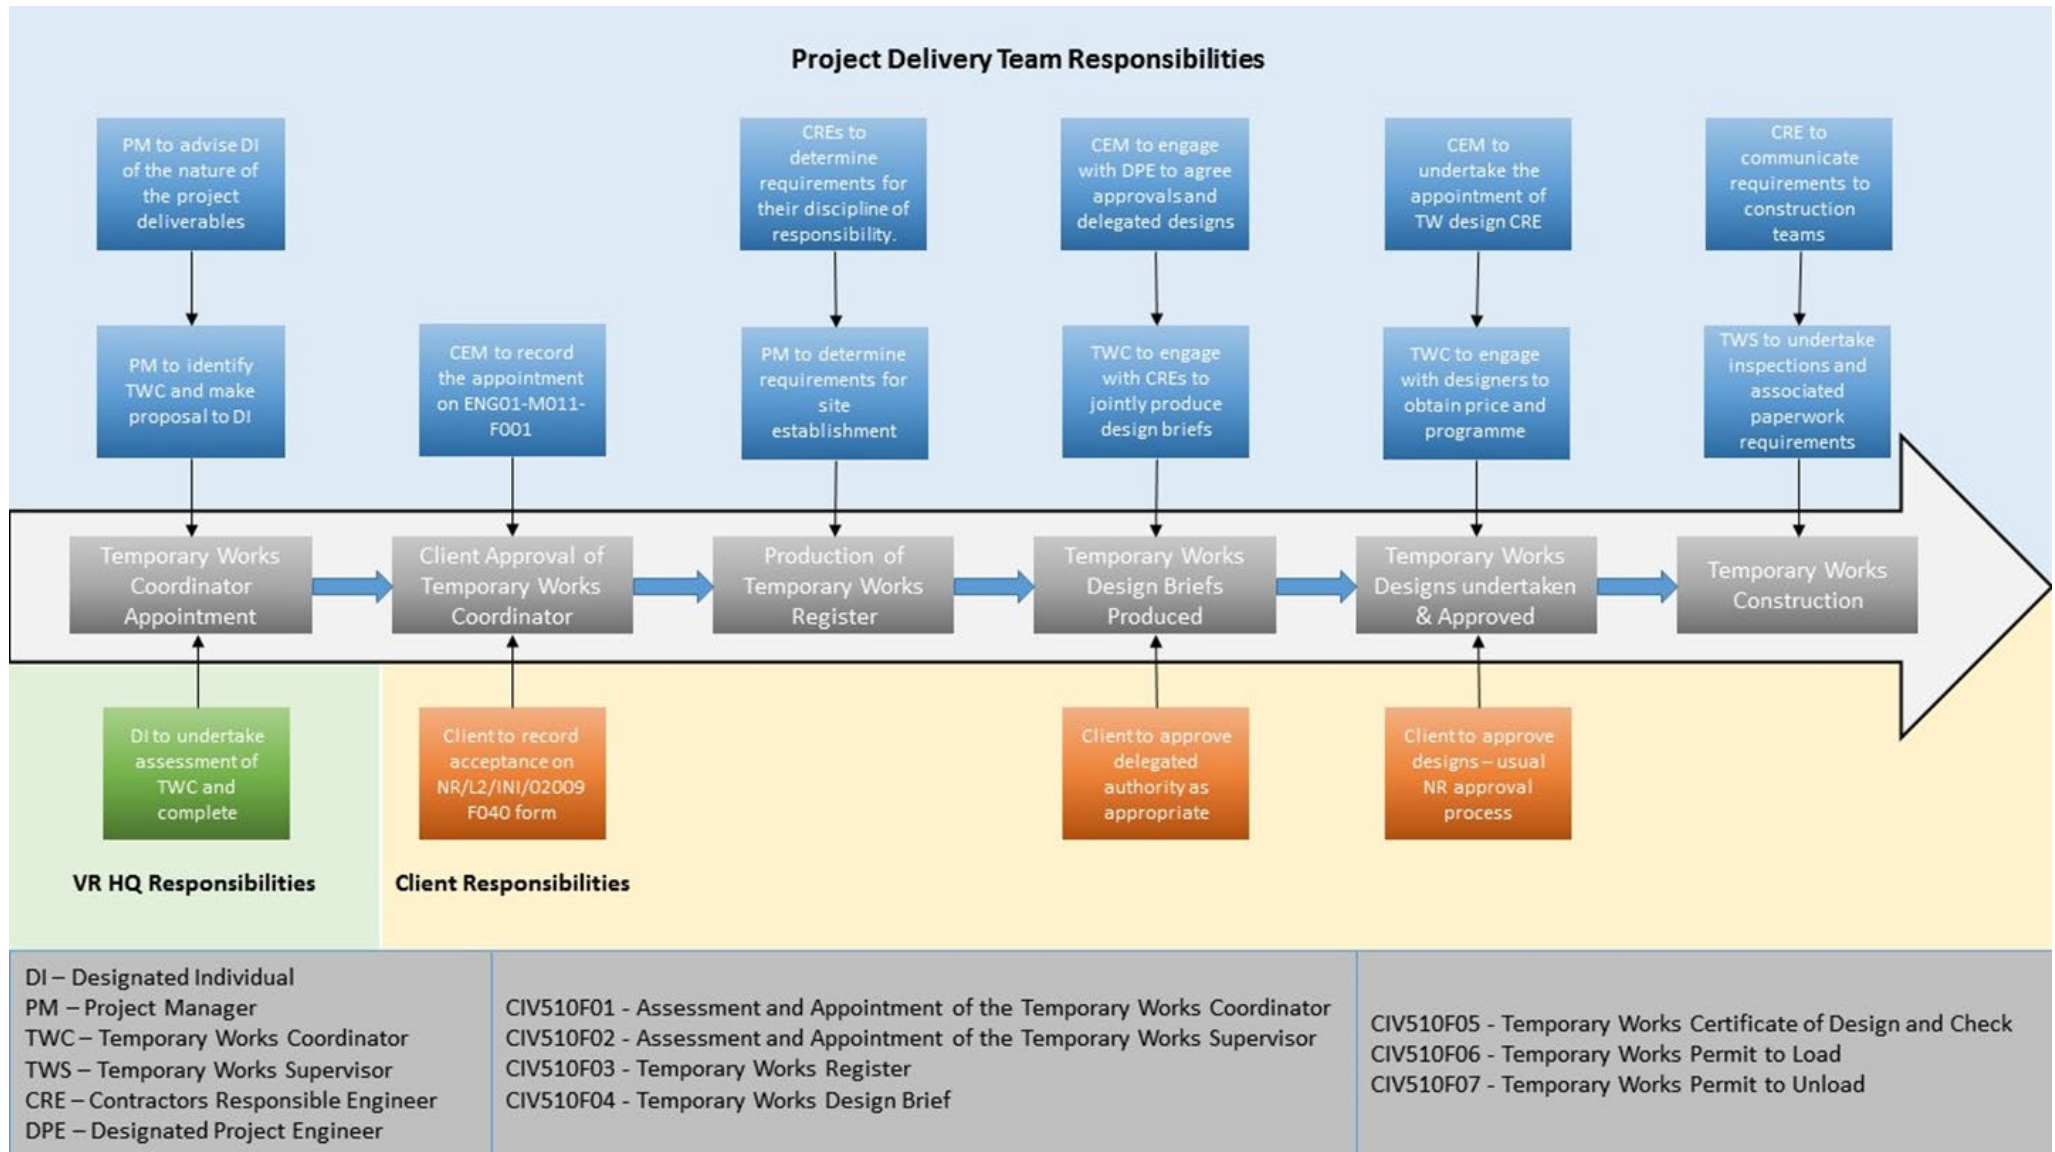 Project Delivery Team Responsibilities
PM to advise DI
of the nature of
the project
deliverables
CREs to
determine
requirements for
their discipline of
responsibility.
CEM to engage
with DPE to agree
approvals and
delegated designs
CEM to
undertake the
appointment of
TW design CRE
CRE to
communicate
requirements to
construction
teams
PM to identify
TWC and make
proposal to DI
CEM to record
the appointment
on ENG01-M011-
F001
PM to determine
requirements for
site
establishment
TWC to engage
with CREs to
jointly produce
design briefs
TWC to engage
with designers to
obtain price and
programme
TWS to undertake
inspections and
associated
paperwork
requirements
Temporary Works
Coordinator
Appointment
Client Approval of
Temporary Works
Coordinator
Production of
Temporary Works
Register
Temporary Works
Design Briefs
Produced
Temporary Works
Designs undertaken
& Approved
Temporary Works
Construction
DI to undertake
assessment of
TWC and
complete
Client to record
acceptance on
NR/L2/INI/02009
F040 form
Client to approve
delegated
authority as
appropriate
Client to approve
designs – usual
NR approval
process
VR HQ Responsibilities
Client Responsibilities
DI – Designated Individual
PM – Project Manager
TWC – Temporary Works Coordinator
TWS – Temporary Works Supervisor
CRE – Contractors Responsible Engineer
DPE – Designated Project Engineer
CIV510F01 - Assessment and Appointment of the Temporary Works Coordinator
CIV510F02 - Assessment and Appointment of the Temporary Works Supervisor
CIV510F03 - Temporary Works Register
CIV510F04 - Temporary Works Design Brief
CIV510F05 - Temporary Works Certificate of Design and Check
CIV510F06 - Temporary Works Permit to Load
CIV510F07 - Temporary Works Permit to Unload